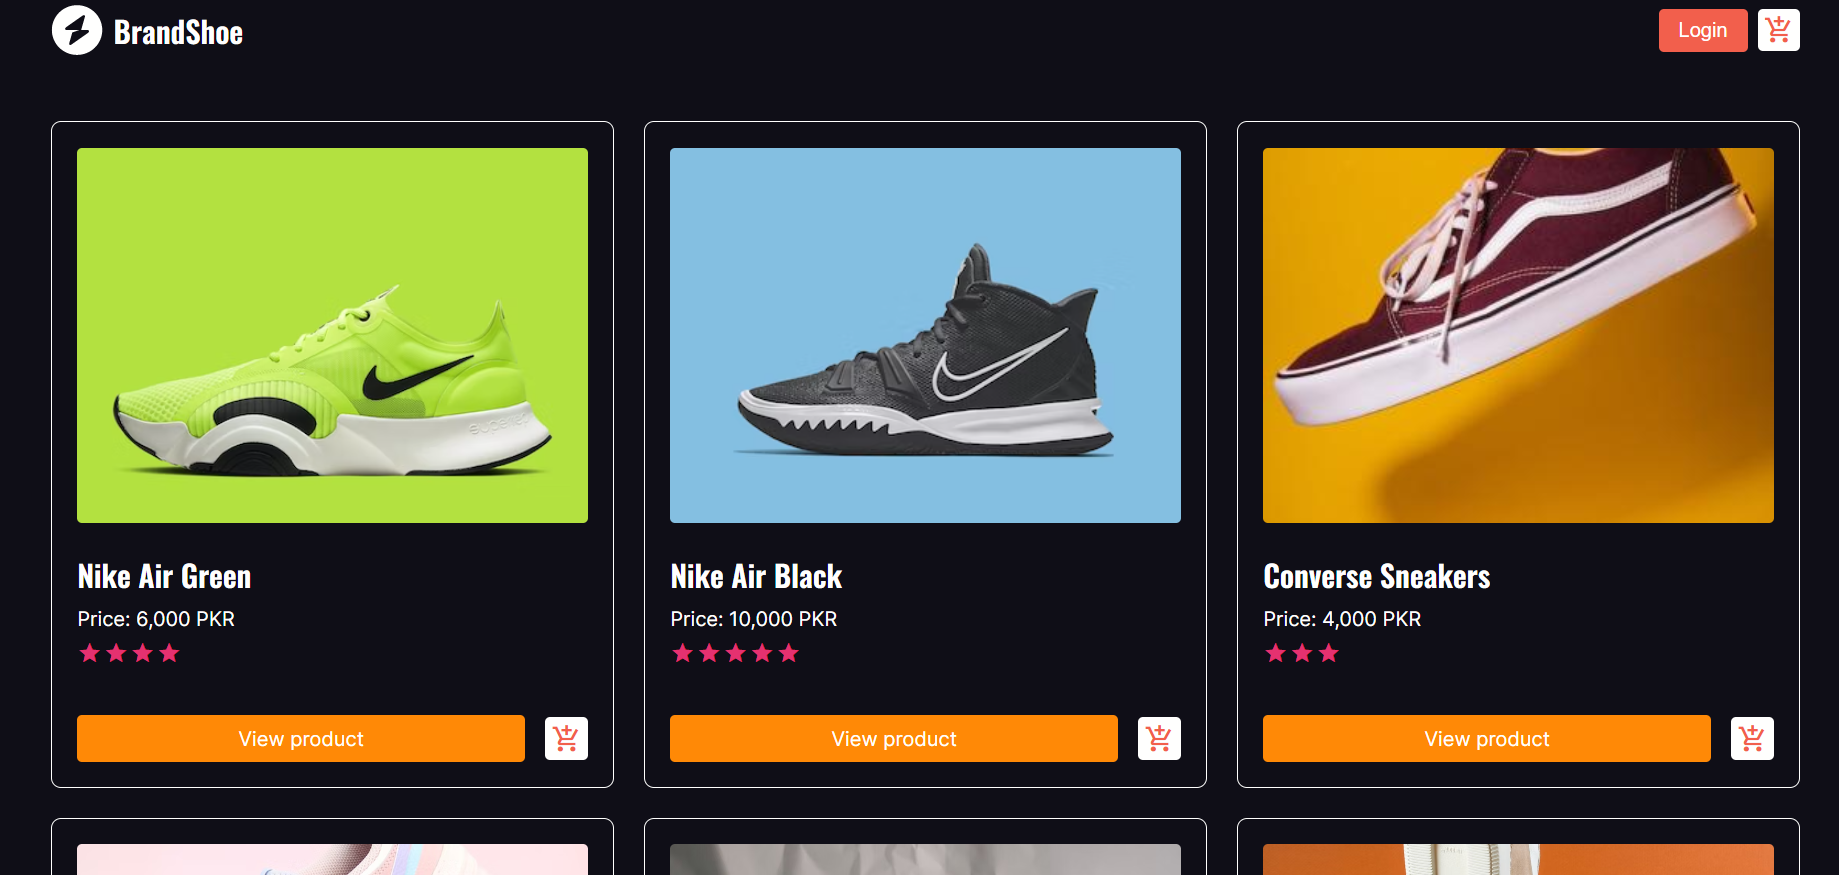 BrandShoe
Login
Nike Air Green
Price: 6,000 PKR
View product
Nike Air Black
Price: 10,000 PKR
View product
Converse Sneakers
Price: 4,000 PKR
View product